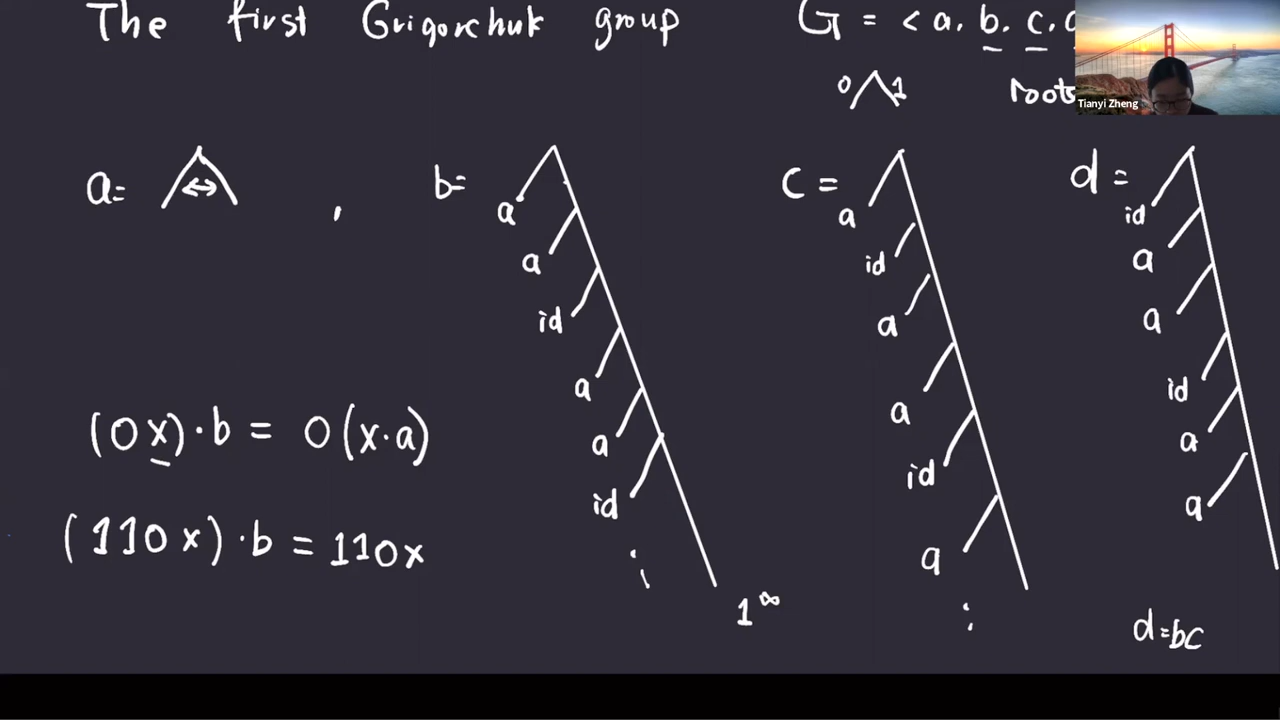 The first Grigorchuk group G = < a, b, c,
0 1 roote
Tianyi Zheng
a= ↔ , b= c = d =
a a id
a id a
id a a
a a id
a id a
id a a
(0x)·b = 0(x·a)
(110x)·b = 110x
1^∞
d=bc